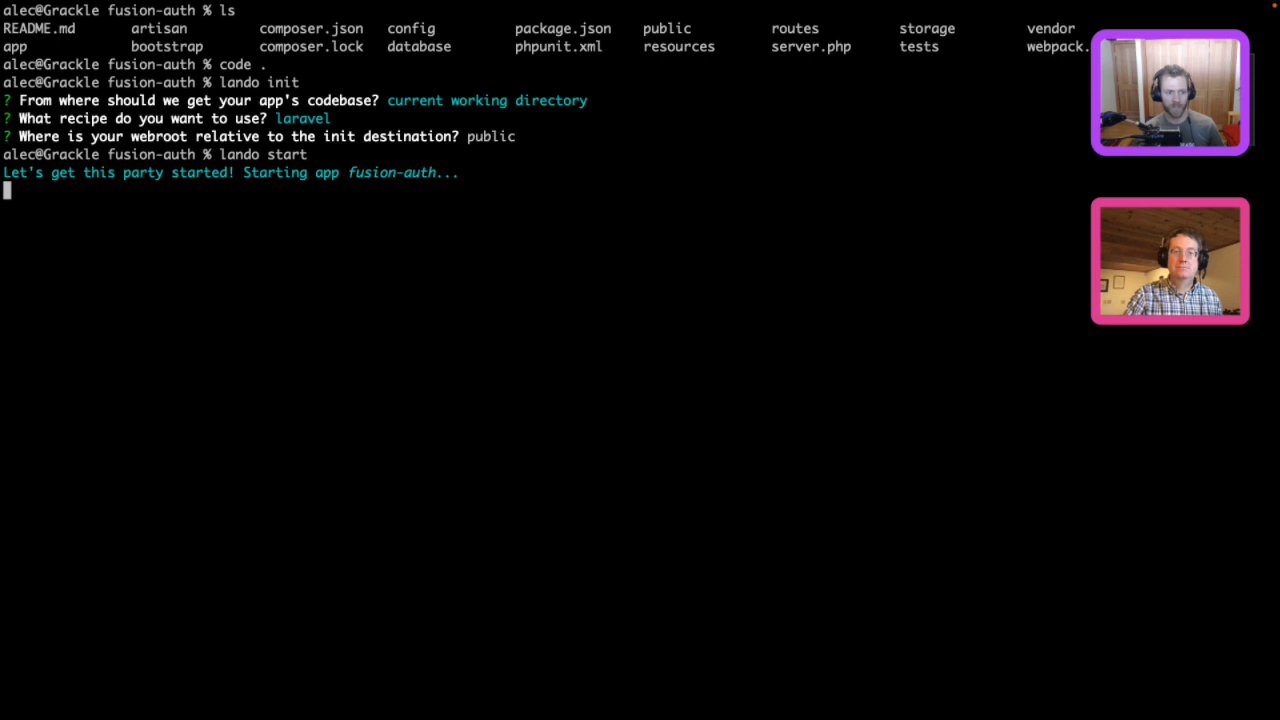 alec@Grackle fusion-auth % ls
README.md artisan composer.json config package.json public routes storage vendor
app bootstrap composer.lock database phpunit.xml resources server.php tests webpack.
alec@Grackle fusion-auth % code .
alec@Grackle fusion-auth % lando init
? From where should we get your app's codebase? current working directory
? What recipe do you want to use? laravel
? Where is your webroot relative to the init destination? public
alec@Grackle fusion-auth % lando start
Let's get this party started! Starting app fusion-auth...